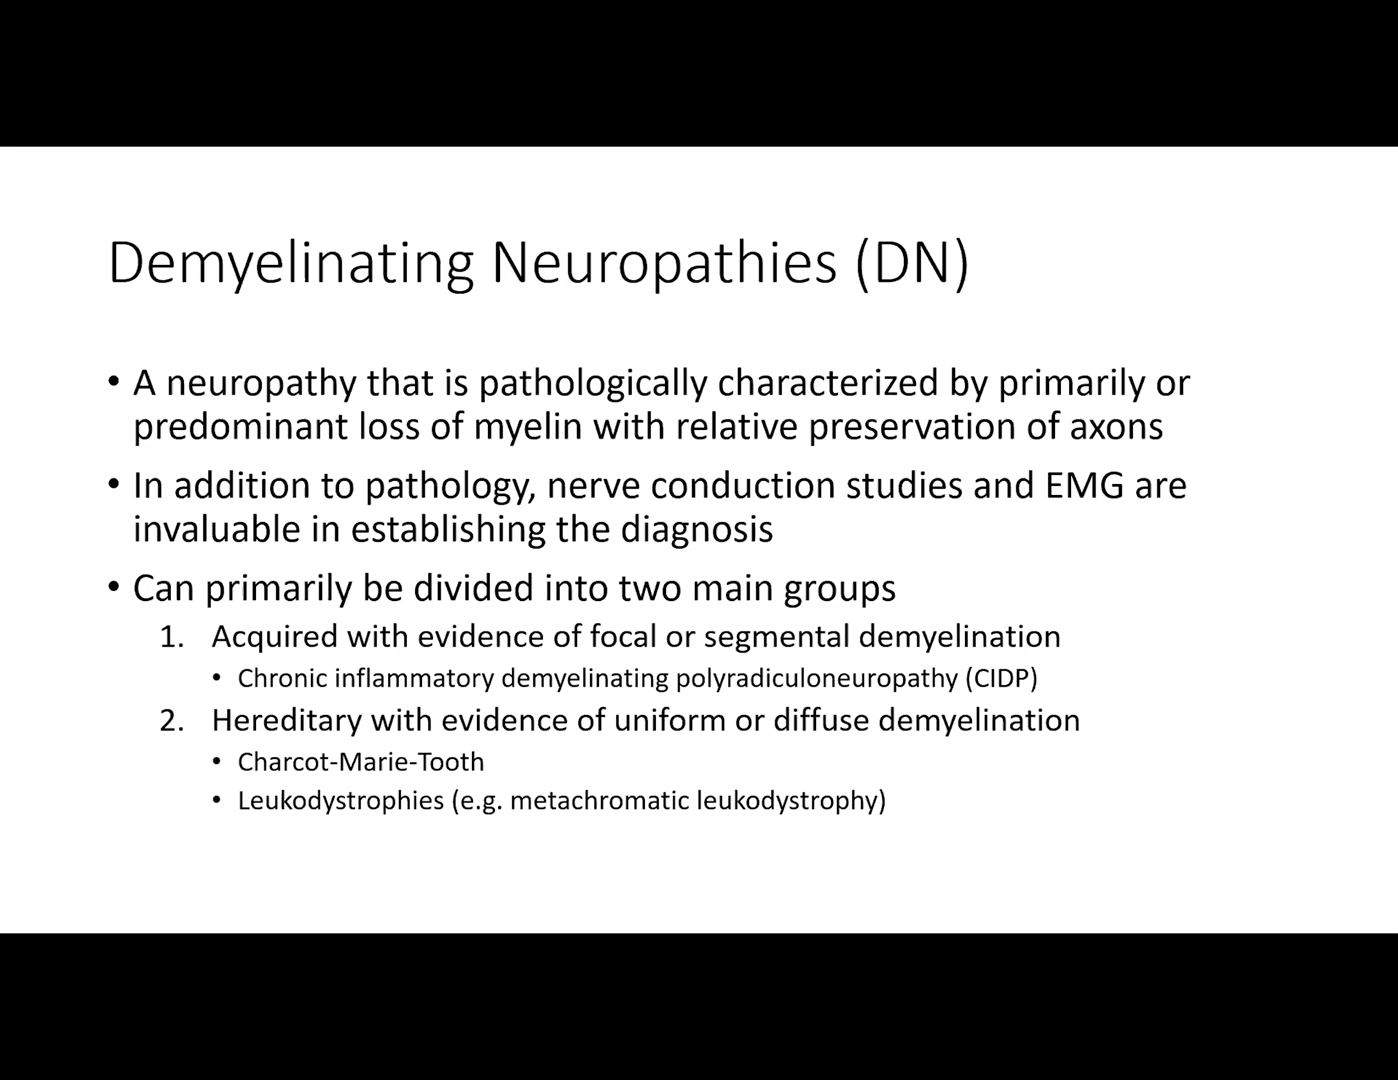 Demyelinating Neuropathies (DN)
• A neuropathy that is pathologically characterized by primarily or
predominant loss of myelin with relative preservation of axons
• In addition to pathology, nerve conduction studies and EMG are
invaluable in establishing the diagnosis
• Can primarily be divided into two main groups
1. Acquired with evidence of focal or segmental demyelination
• Chronic inflammatory demyelinating polyradiculoneuropathy (CIDP)
2. Hereditary with evidence of uniform or diffuse demyelination
• Charcot-Marie-Tooth
• Leukodystrophies (e.g. metachromatic leukodystrophy)